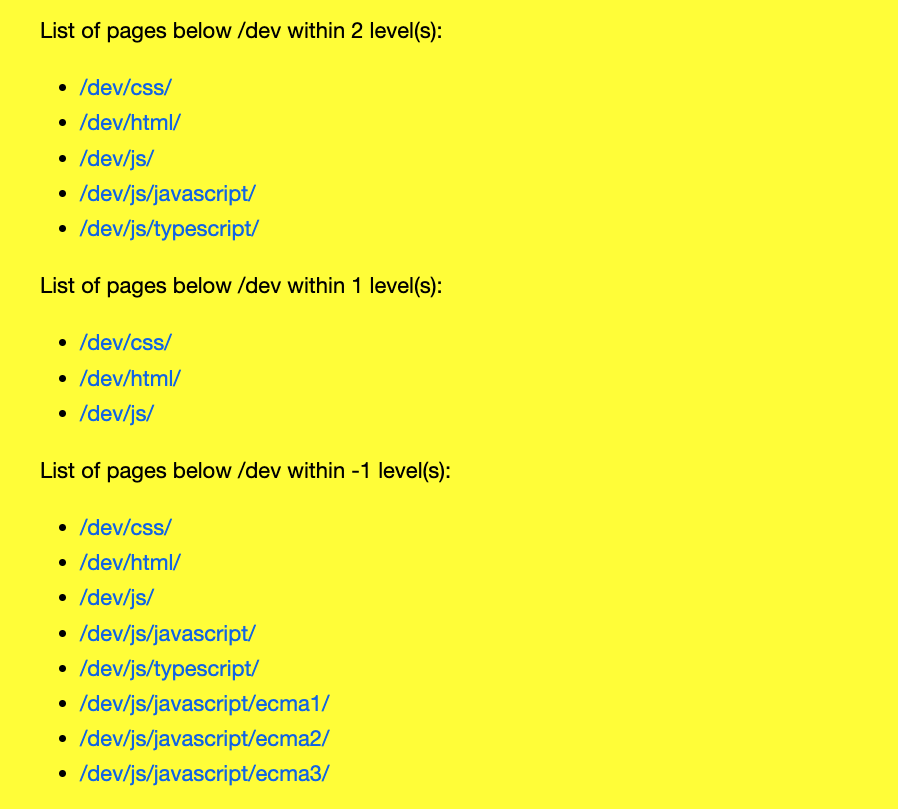 List of pages below /dev within 2 level(s):
• /dev/css/
• /dev/html/
• /dev/js/
• /dev/js/javascript/
• /dev/js/typescript/
List of pages below /dev within 1 level(s):
• /dev/css/
• /dev/html/
• /dev/js/
List of pages below /dev within -1 level(s):
• /dev/css/
• /dev/html/
• /dev/js/
• /dev/js/javascript/
• /dev/js/typescript/
• /dev/js/javascript/ecma1/
• /dev/js/javascript/ecma2/
• /dev/js/javascript/ecma3/